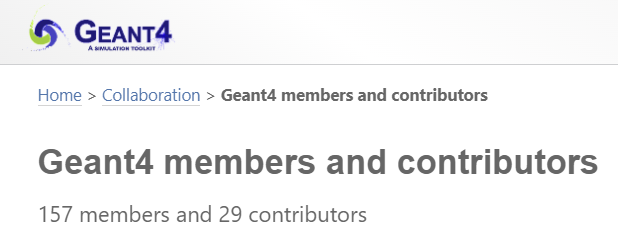 GEANT4
A SIMULATION TOOLKIT
Home > Collaboration > Geant4 members and contributors
Geant4 members and contributors
157 members and 29 contributors